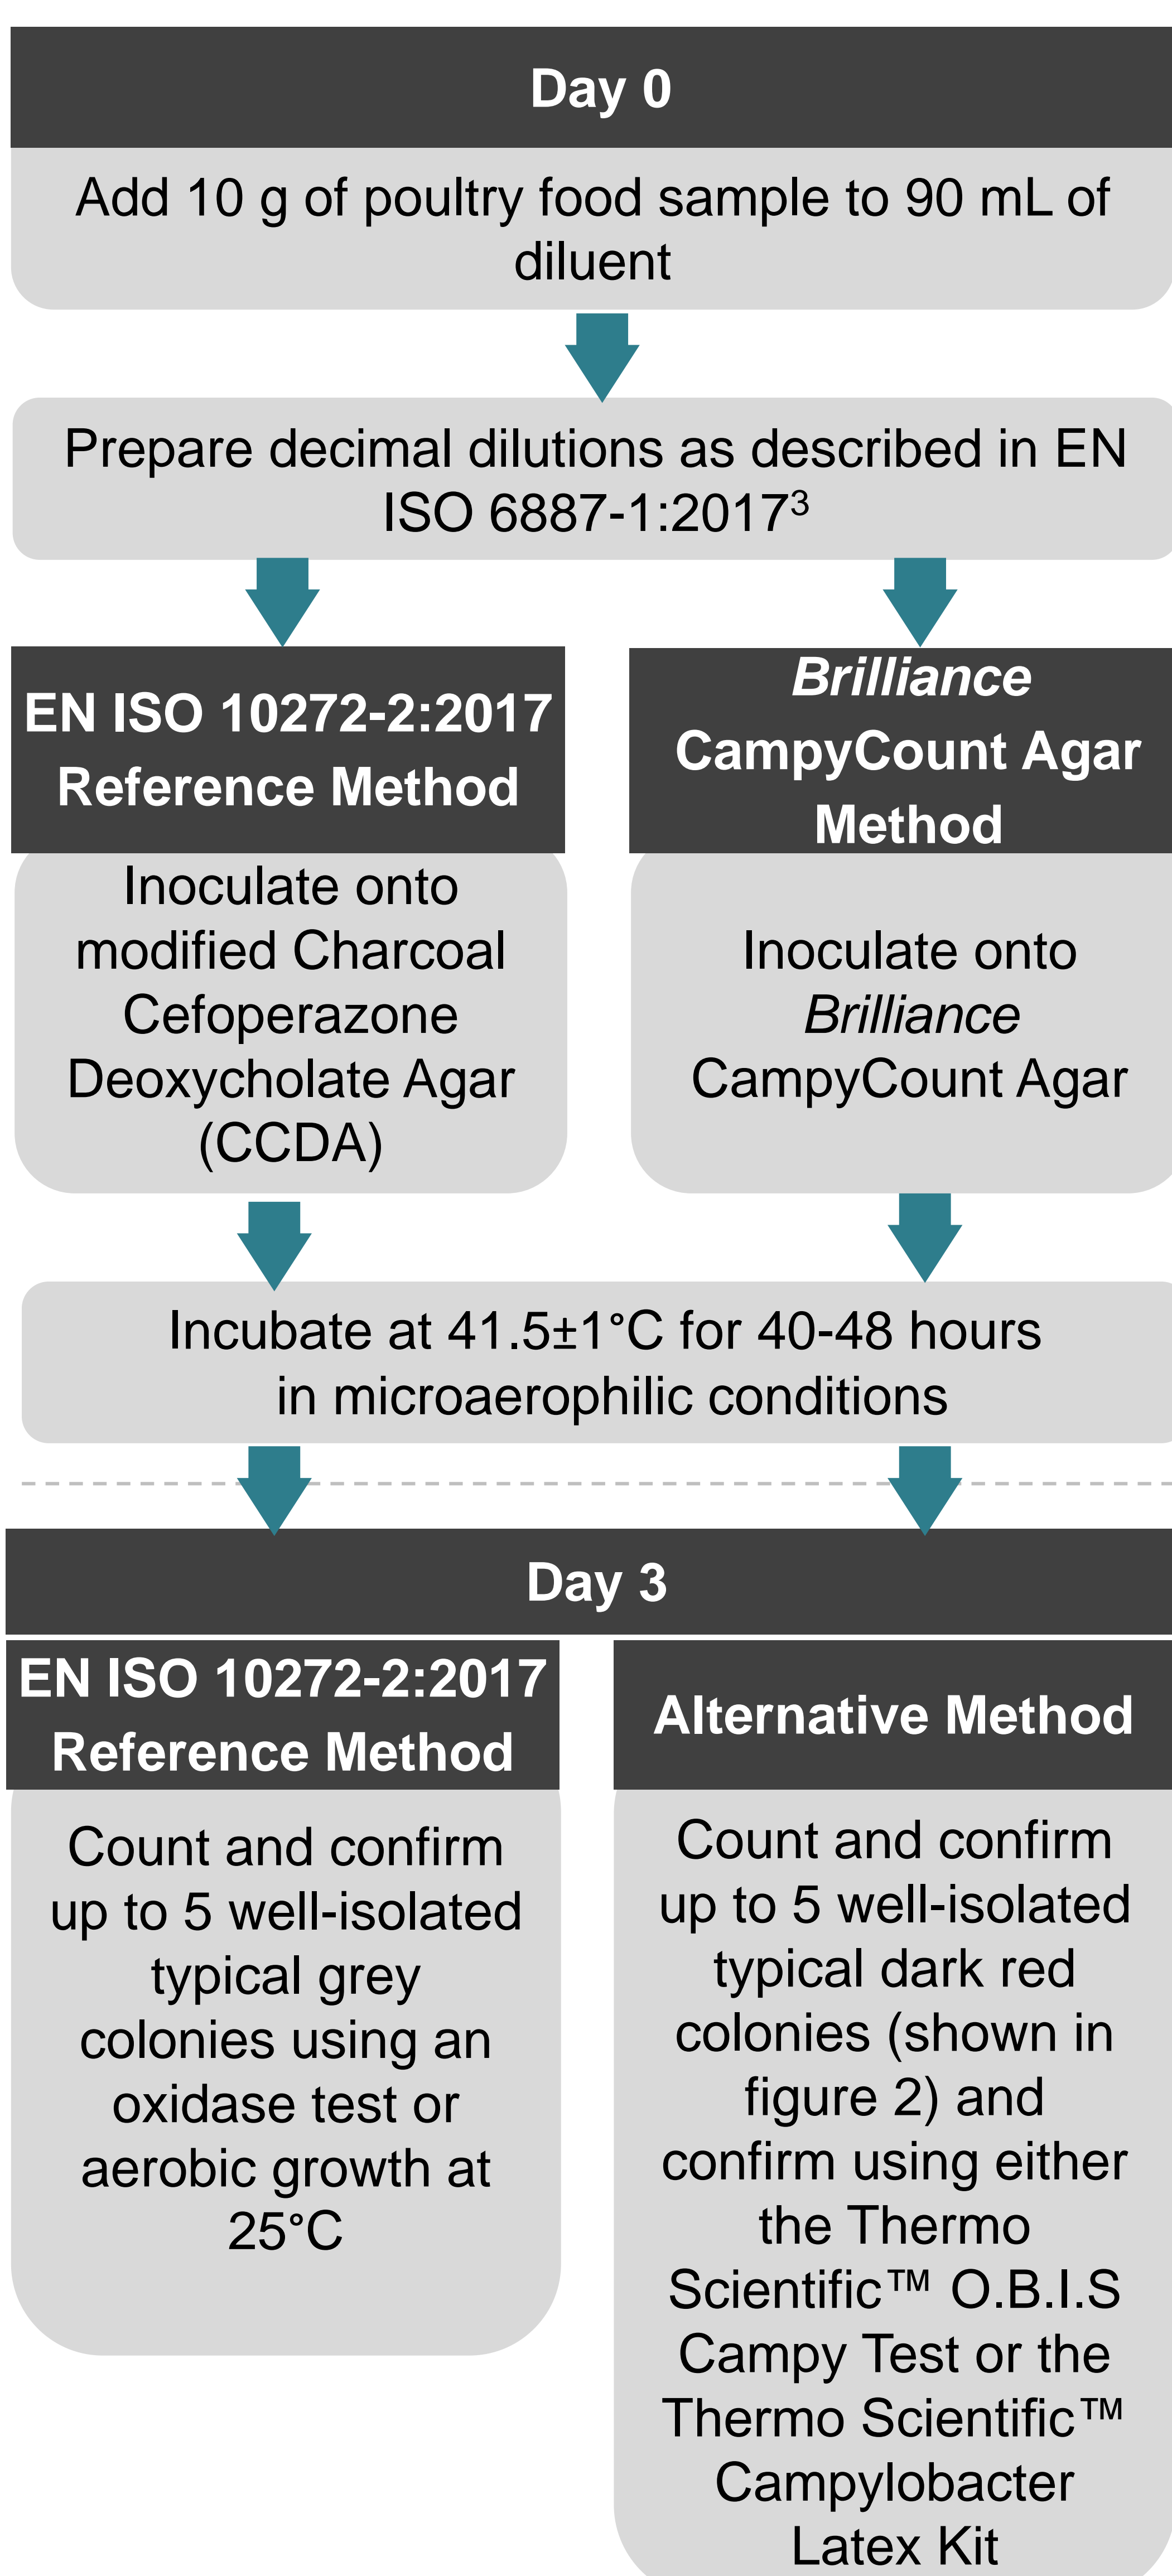 Day 0
Add 10 g of poultry food sample to 90 mL of
diluent
Prepare decimal dilutions as described in EN
ISO 6887-1:2017³
EN ISO 10272-2:2017
Reference Method
Inoculate onto
modified Charcoal
Cefoperazone
Deoxycholate Agar
(CCDA)
Brilliance
CampyCount Agar
Method
Inoculate onto
Brilliance
CampyCount Agar
Incubate at 41.5±1°C for 40-48 hours
in microaerophilic conditions
Day 3
EN ISO 10272-2:2017
Reference Method
Count and confirm
up to 5 well-isolated
typical grey
colonies using an
oxidase test or
aerobic growth at
25°C
Alternative Method
Count and confirm
up to 5 well-isolated
typical dark red
colonies (shown in
figure 2) and
confirm using either
the Thermo
Scientific™ O.B.I.S
Campy Test or the
Thermo Scientific™
Campylobacter
Latex Kit